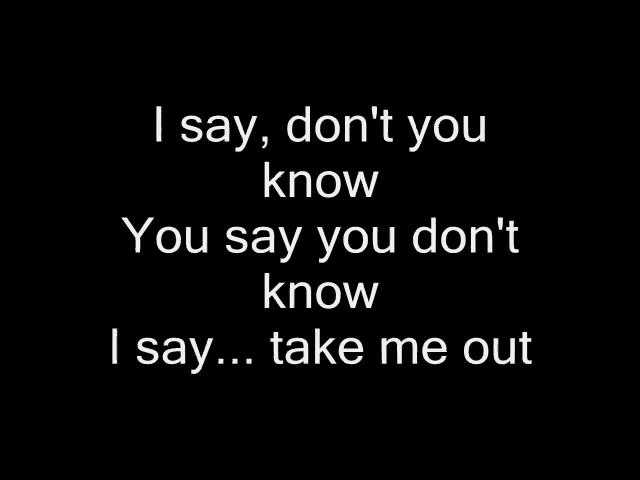 I say, don't you
know
You say you don't
know
I say... take me out